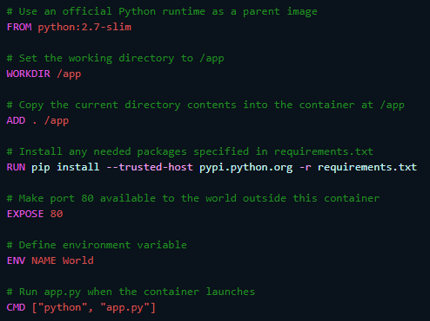 # Use an official Python runtime as a parent image
FROM python:2.7-slim
# Set the working directory to /app
WORKDIR /app
# Copy the current directory contents into the container at /app
ADD . /app
# Install any needed packages specified in requirements.txt
RUN pip install --trusted-host pypi.python.org -r requirements.txt
# Make port 80 available to the world outside this container
EXPOSE 80
# Define environment variable
ENV NAME World
# Run app.py when the container launches
CMD ["python", "app.py"]